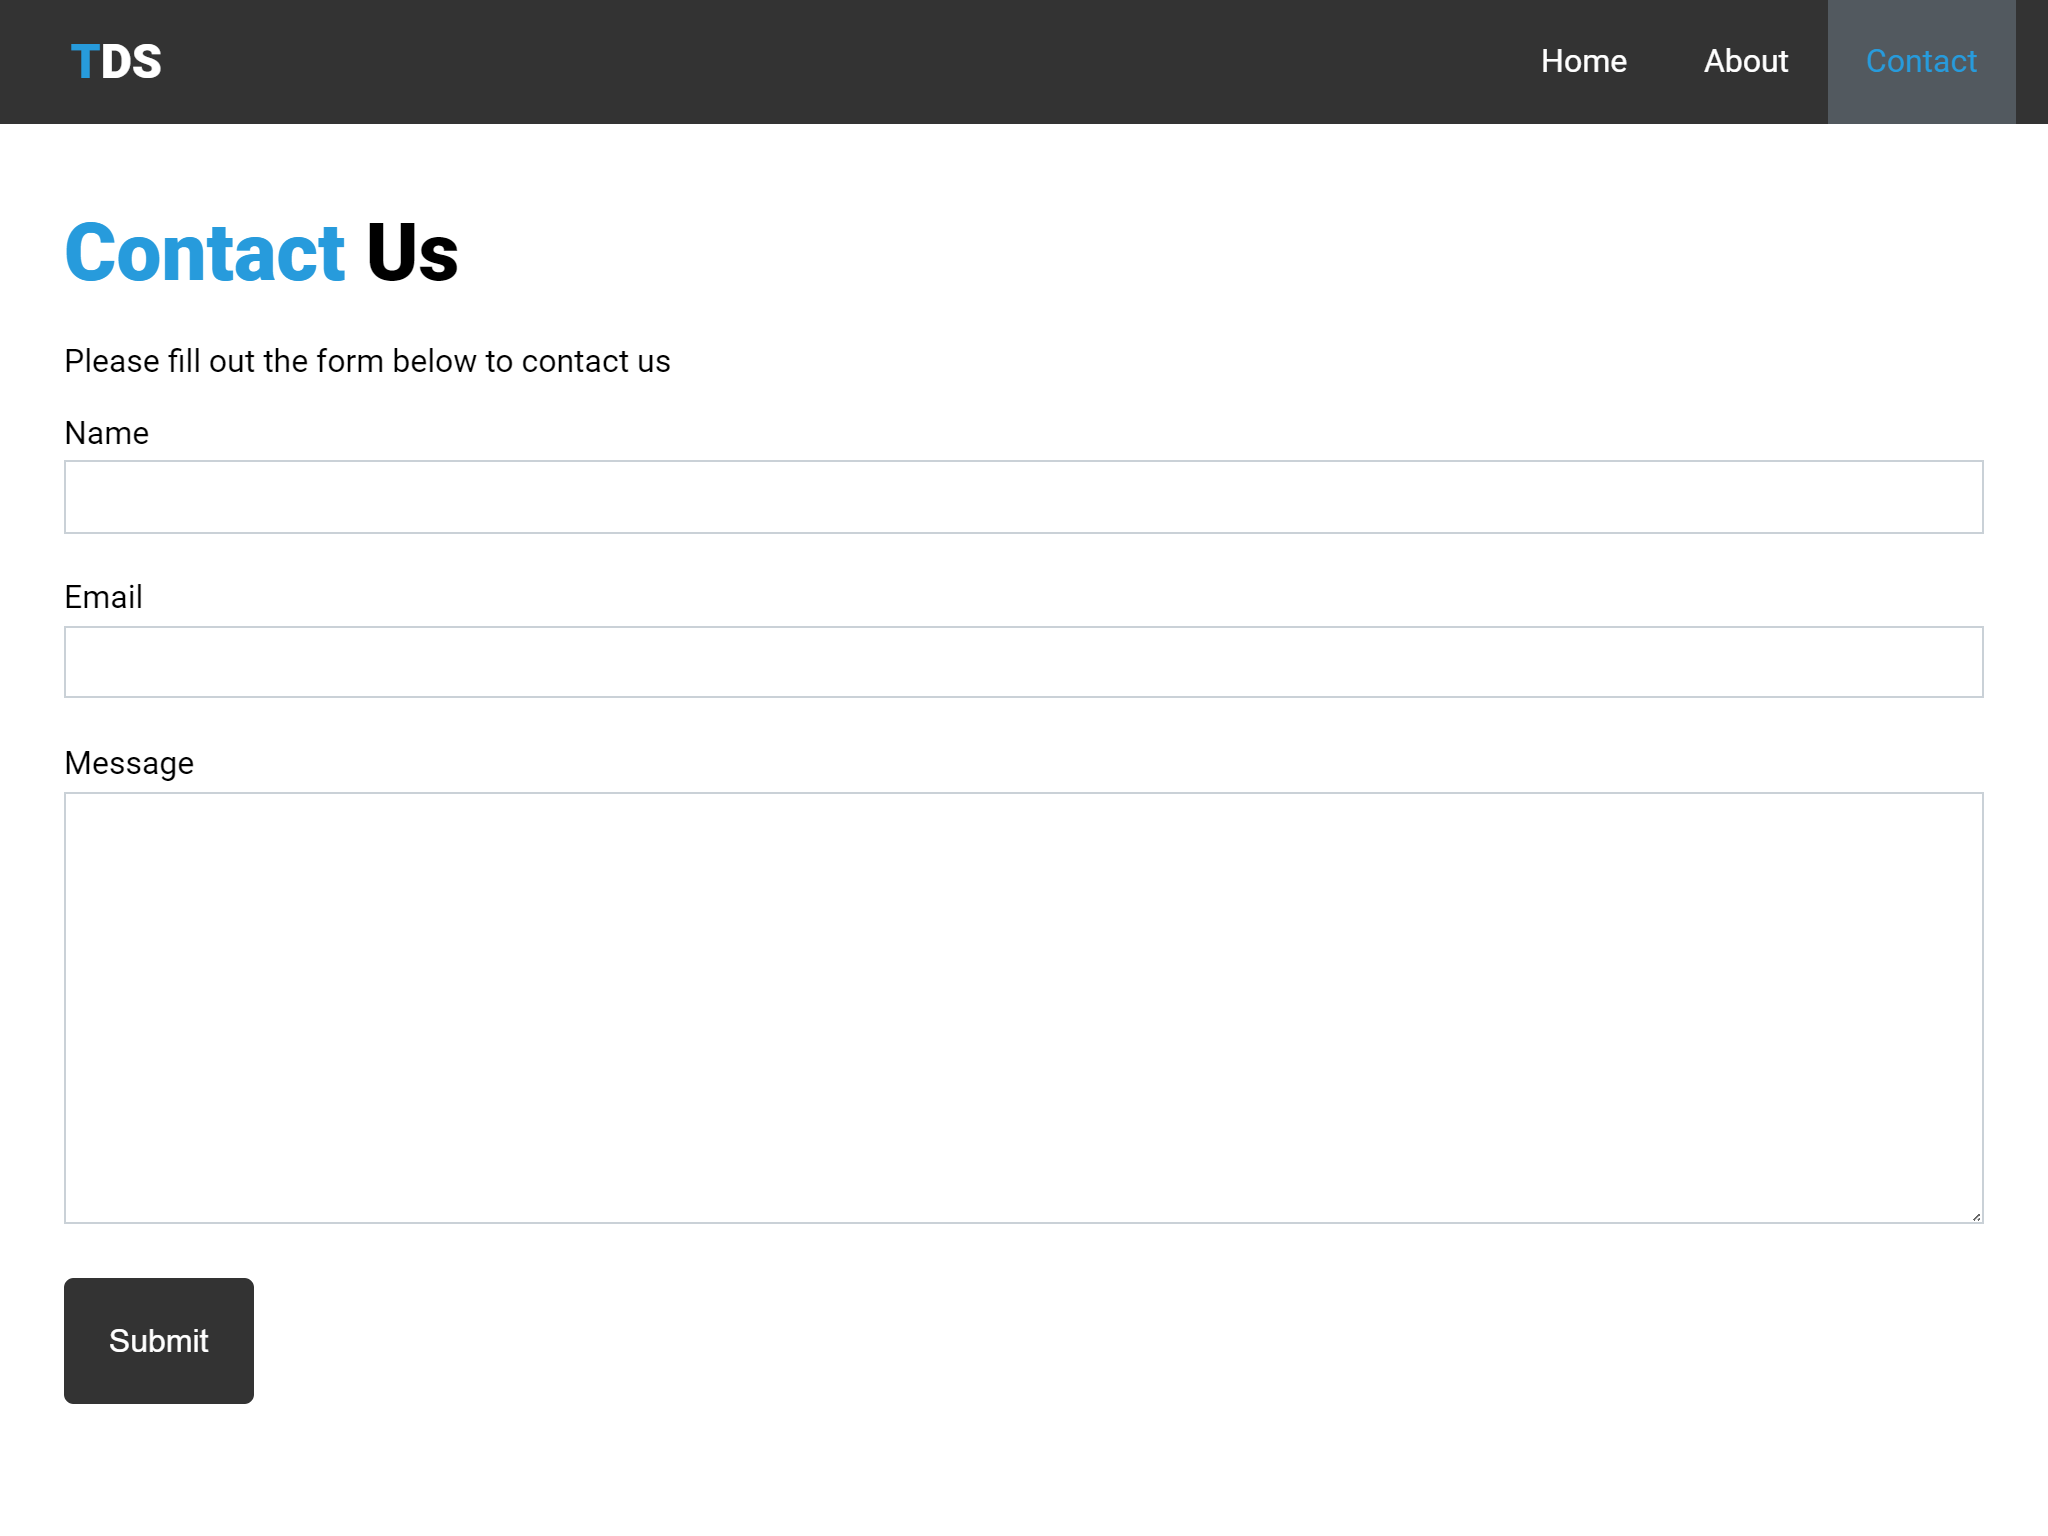 TDS
Home About Contact
Contact Us
Please fill out the form below to contact us
Name
Email
Message
Submit